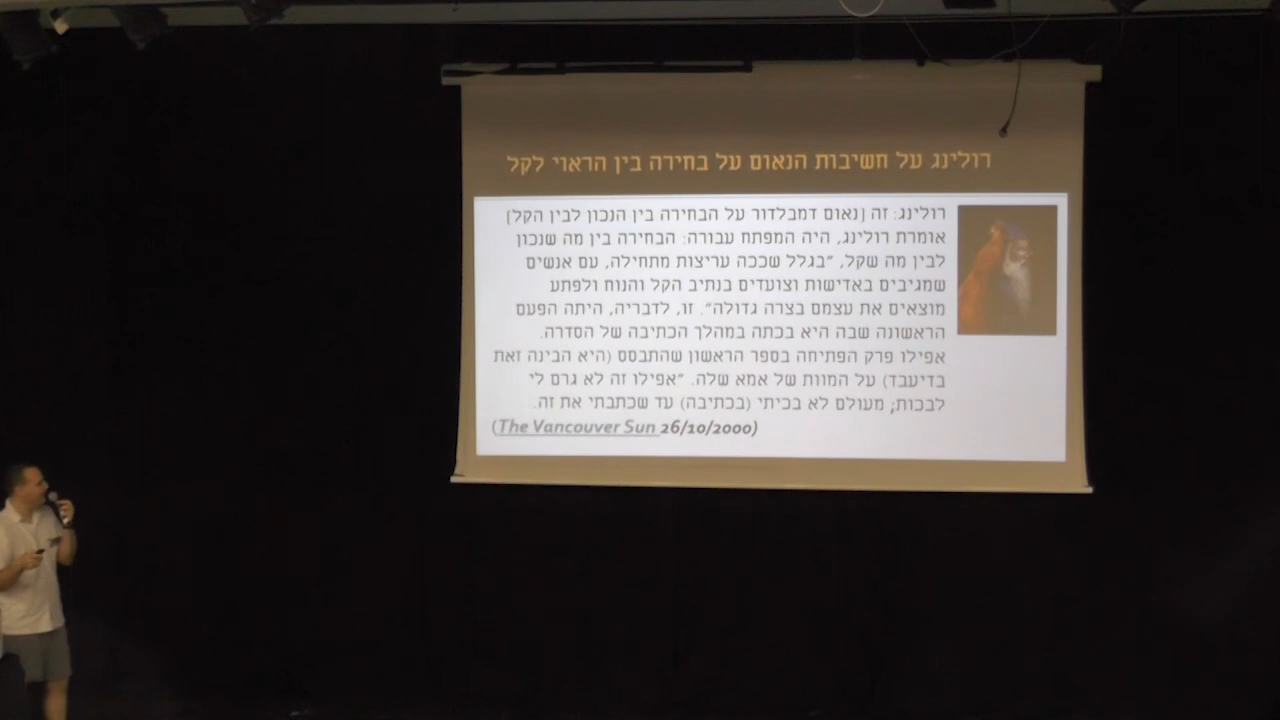 רולינג על חשיבות הנאום על בחירה בין הראוי לקל
רולינג: זה [נאום דמבלדור על הבחירה בין הנכון לבין הקל]
אומרת רולינג, היה המפתח עבורה: הבחירה בין מה שנכון
לבין מה שקל, "בגלל שככה עריצות מתחילה, עם אנשים
שמגיבים באדישות וצועדים בנתיב הקל והנוח ולפתע
מוצאים את עצמם בצרה גדולה". זו, לדבריה, היתה הפעם
הראשונה שבה היא בכתה במהלך הכתיבה של הסדרה.
אפילו פרק הפתיחה בספר הראשון שהתבסס (היא הבינה זאת
בדיעבד) על המוות של אמא שלה. "אפילו זה לא גרם לי
לבכות; מעולם לא בכיתי (בכתיבה) עד שכתבתי את זה.
(The Vancouver Sun 26/10/2000)